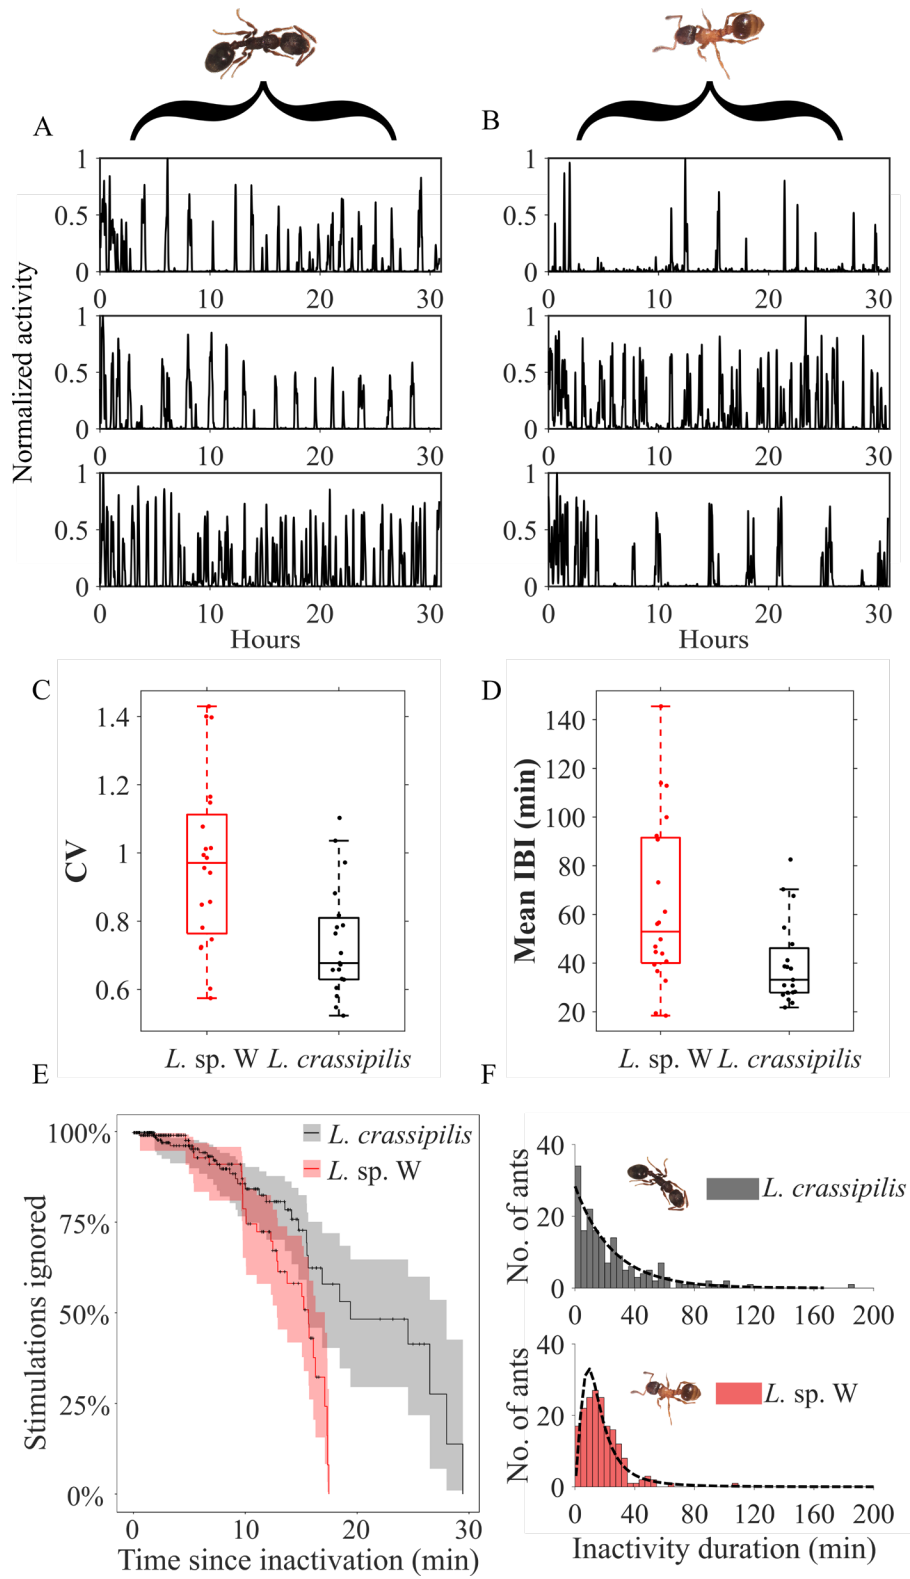 A
B
1
0.5
0
0
10
20
30
1
0.5
0
0
10
20
30
1
0.5
0
0
10
20
30
Normalized activity
Hours
1
0.5
0
0
10
20
30
1
0.5
0
0
10
20
30
1
0.5
0
0
10
20
30
Hours
C
1.4
1.2
1
0.8
0.6
CV
L. sp. W L. crassipilis
D
140
120
100
80
60
40
20
Mean IBI (min)
L. sp. W L. crassipilis
E
100%
75%
50%
25%
0%
Stimulations ignored
L. crassipilis
L. sp. W
0 10 20 30
Time since inactivation (min)
F
40
20
0
No. of ants
L. crassipilis
0 40 80 120 160 200
40
20
0
No. of ants
L. sp. W
0 40 80 120 160 200
Inactivity duration (min)